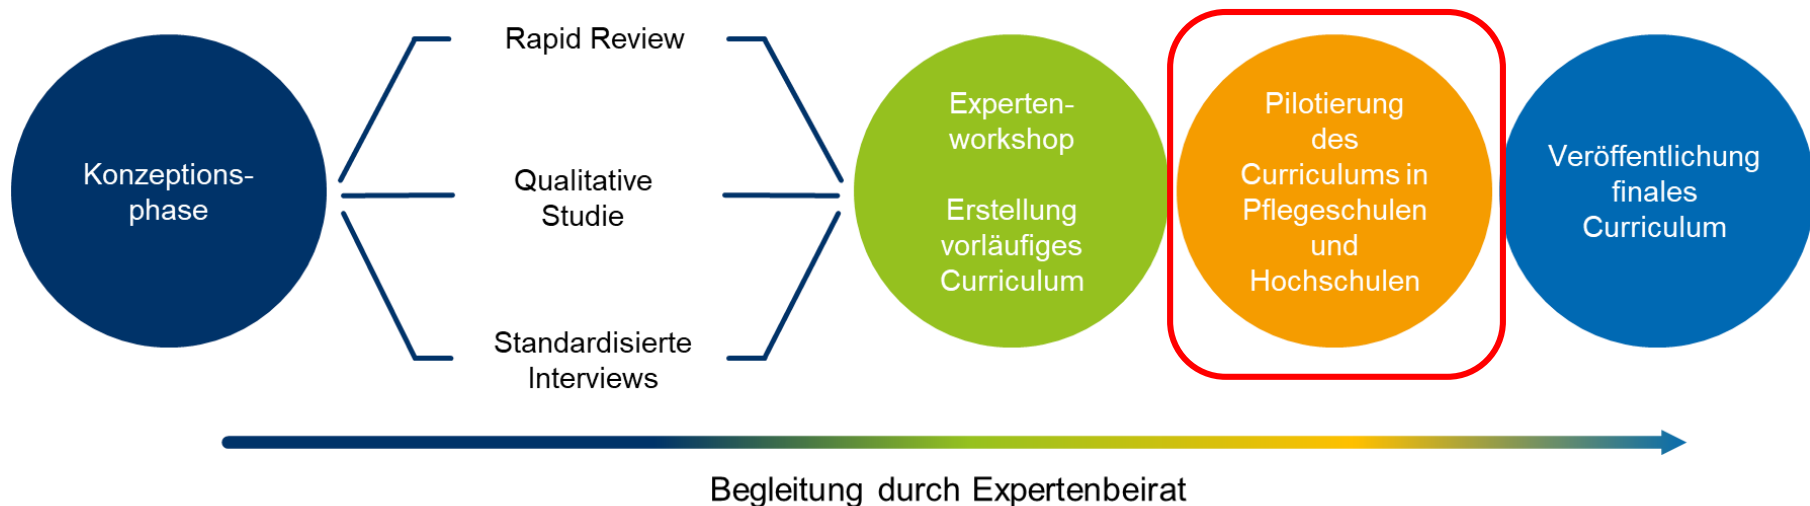 Konzeptions-
phase
Rapid Review
Qualitative
Studie
Standardisierte
Interviews
Experten-
workshop
Erstellung
vorläufiges
Curriculum
Pilotierung
des
Curriculums in
Pflegeschulen
und
Hochschulen
Veröffentlichung
finales
Curriculum
Begleitung durch Expertenbeirat